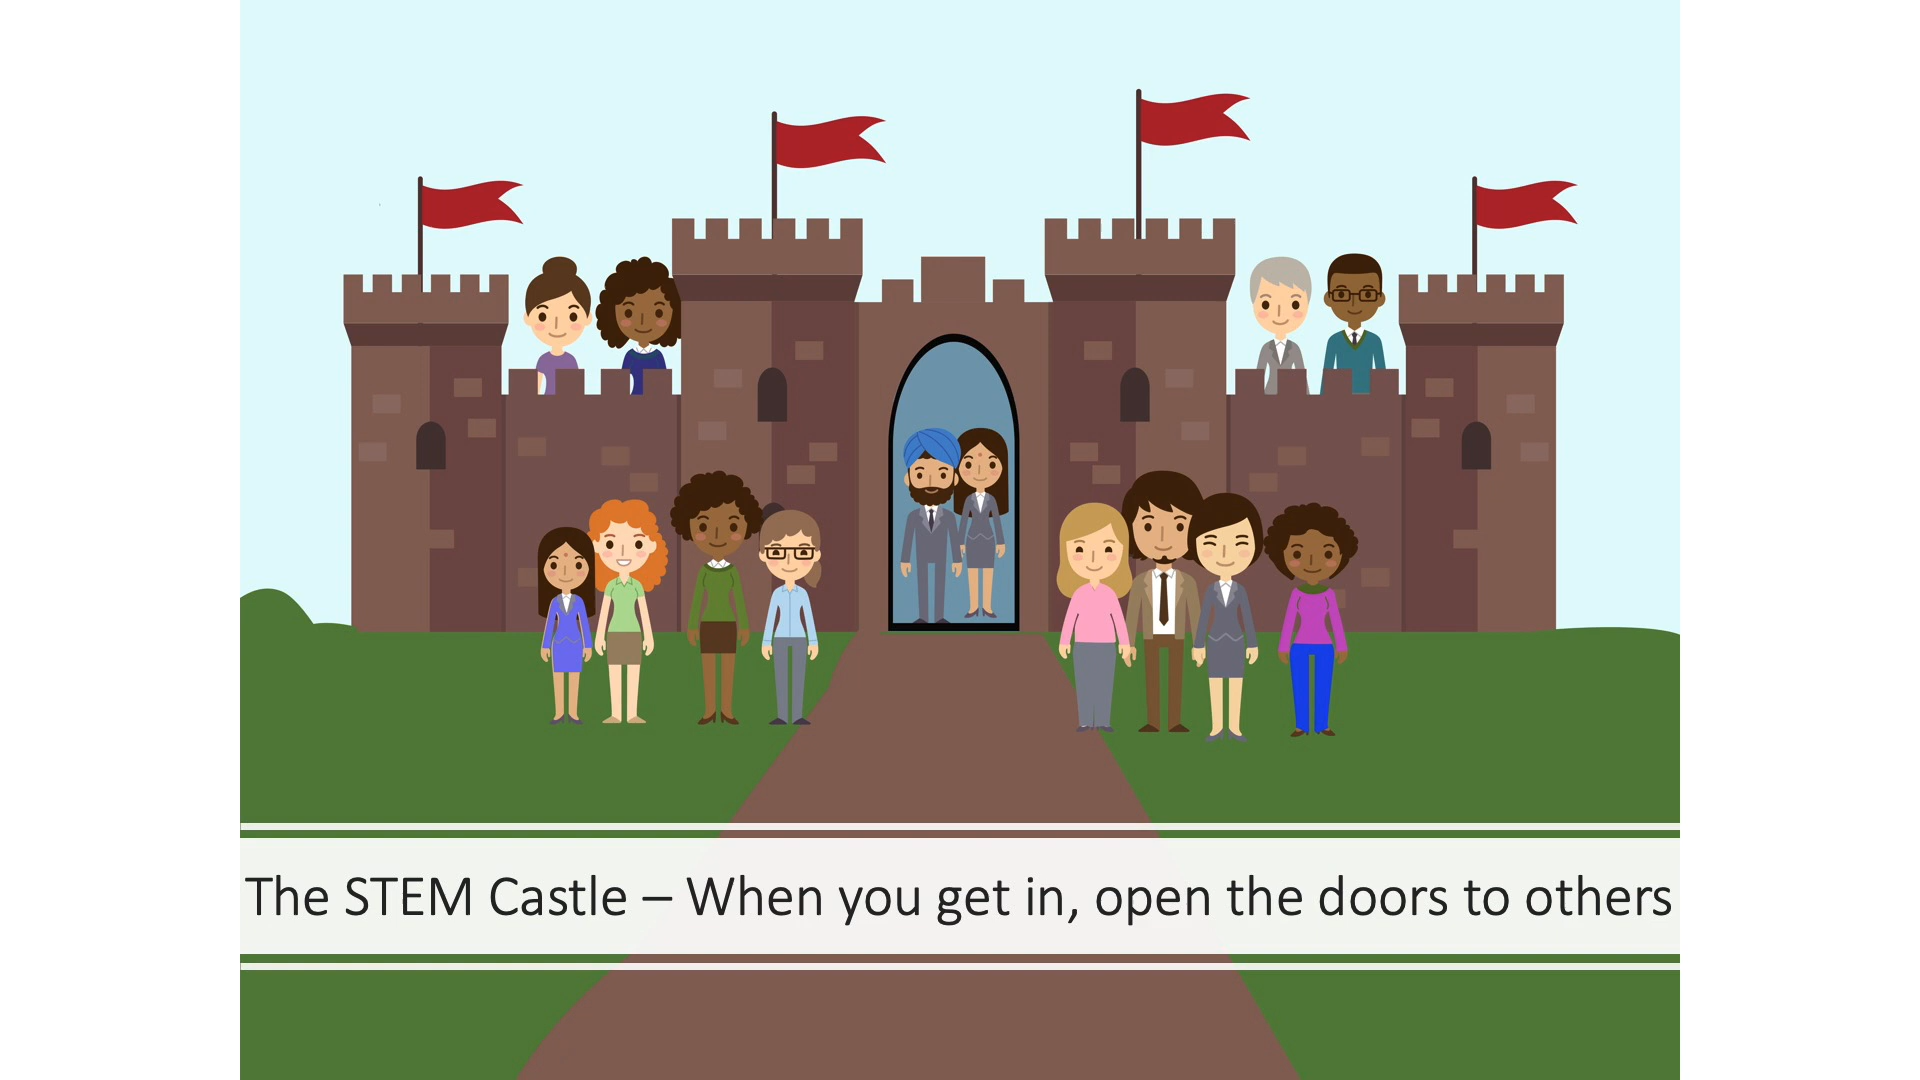 The STEM Castle – When you get in, open the doors to others